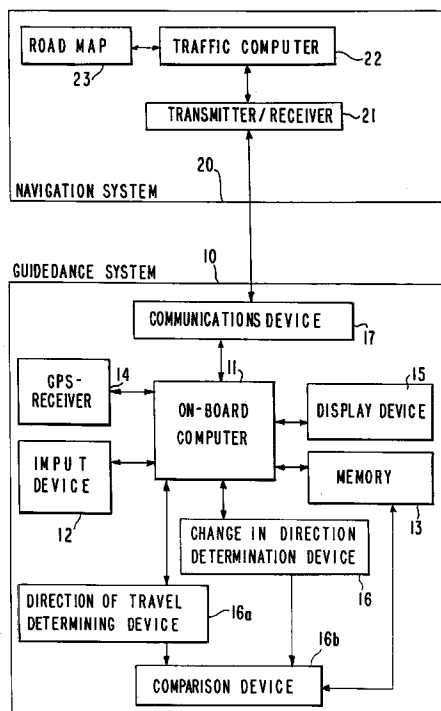 ROAD MAP
23
TRAFFIC COMPUTER
22
TRANSMITTER/RECEIVER
21
20
NAVIGATION SYSTEM
GUIDEDANCE SYSTEM
10
COMMUNICATIONS DEVICE
17
GPS-
RECEIVER
14
11
ON-BOARD
COMPUTER
15
DISPLAY DEVICE
IMPUT
DEVICE
12
MEMORY
13
CHANGE IN DIRECTION
DETERMINATION DEVICE
16
DIRECTION OF TRAVEL
DETERMINING DEVICE
16a
16b
COMPARISON DEVICE